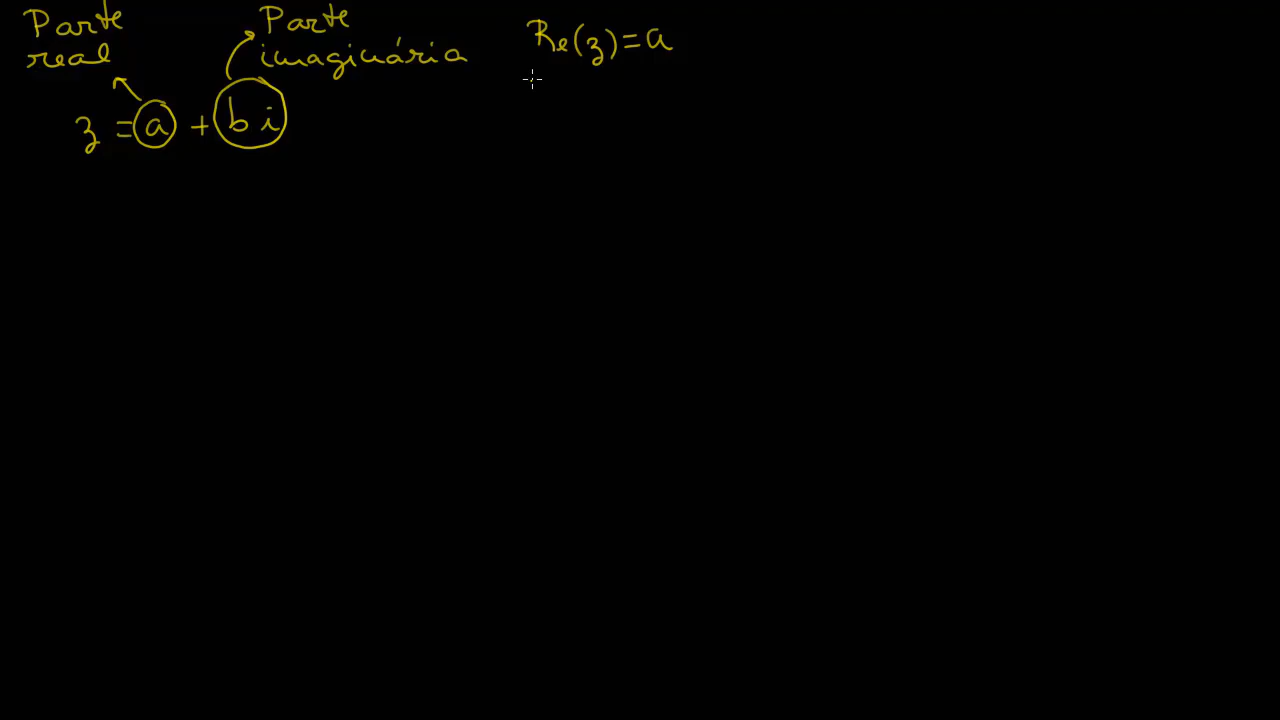 Parte
real
Parte
imaginária
Re(z)=a
z = a + bi